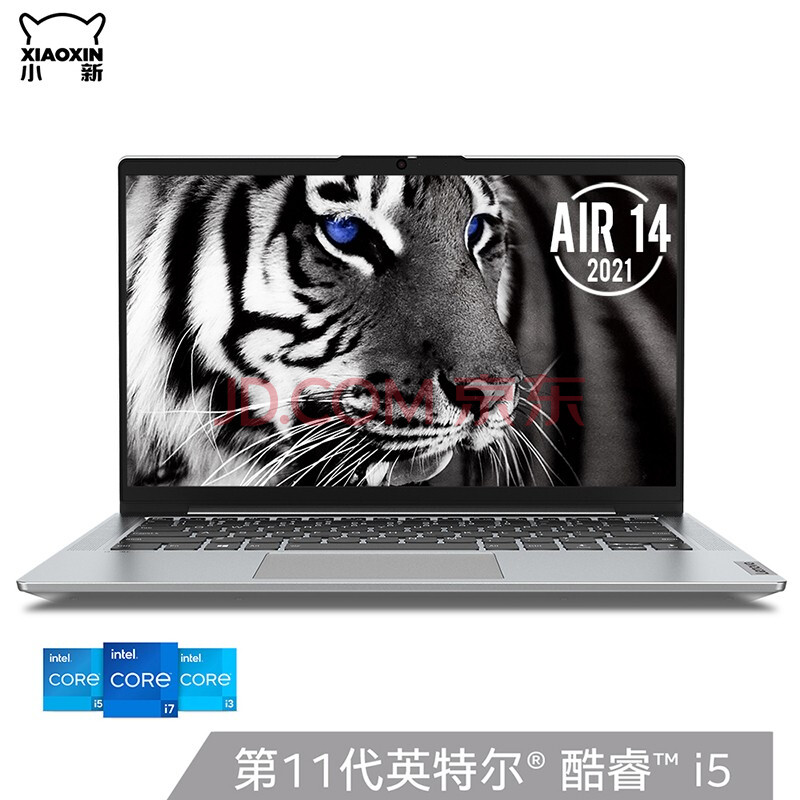 XIAOXIN
小新
AIR 14
2021
JD.COM 京东
Lenovo
intel.
CORE
i5
intel.
CORE
i7
intel.
CORE
i3
第11代英特尔® 酷睿™ i5